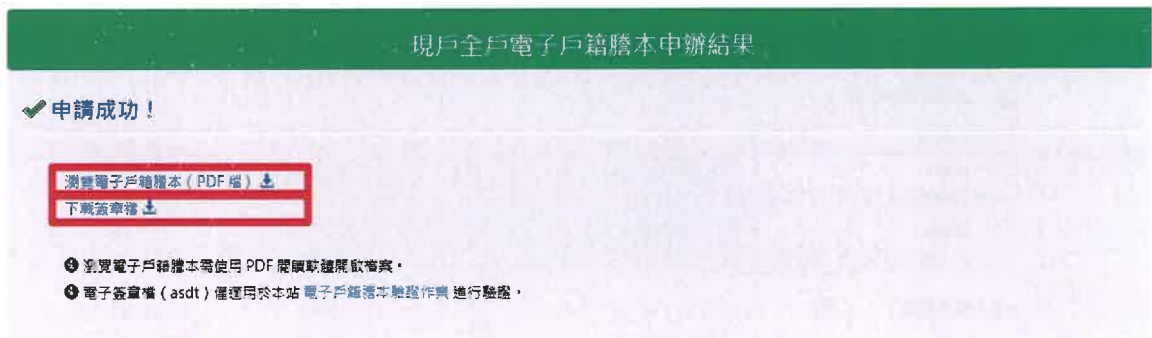 現戶全戶電子戶籍謄本申辦結果
申請成功！
瀏覽電子戶籍謄本（PDF 檔）
下載簽章檔
瀏覽電子戶籍謄本需使用 PDF 閱讀軟體開啟檔案。
電子簽章檔（asdt）僅適用於本站 電子戶籍謄本驗證作業 進行驗證。